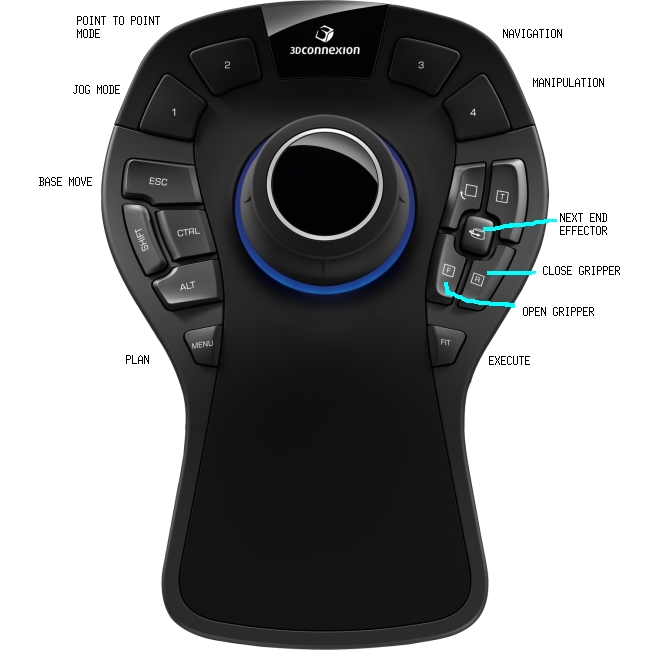 POINT TO POINT
MODE
NAVIGATION
3DCONNEXION
2
3
JOG MODE
MANIPULATION
1
4
BASE MOVE
ESC
T
SHIFT
CTRL
NEXT END
EFFECTOR
F
R
CLOSE GRIPPER
ALT
OPEN GRIPPER
MENU
FIT
PLAN
EXECUTE